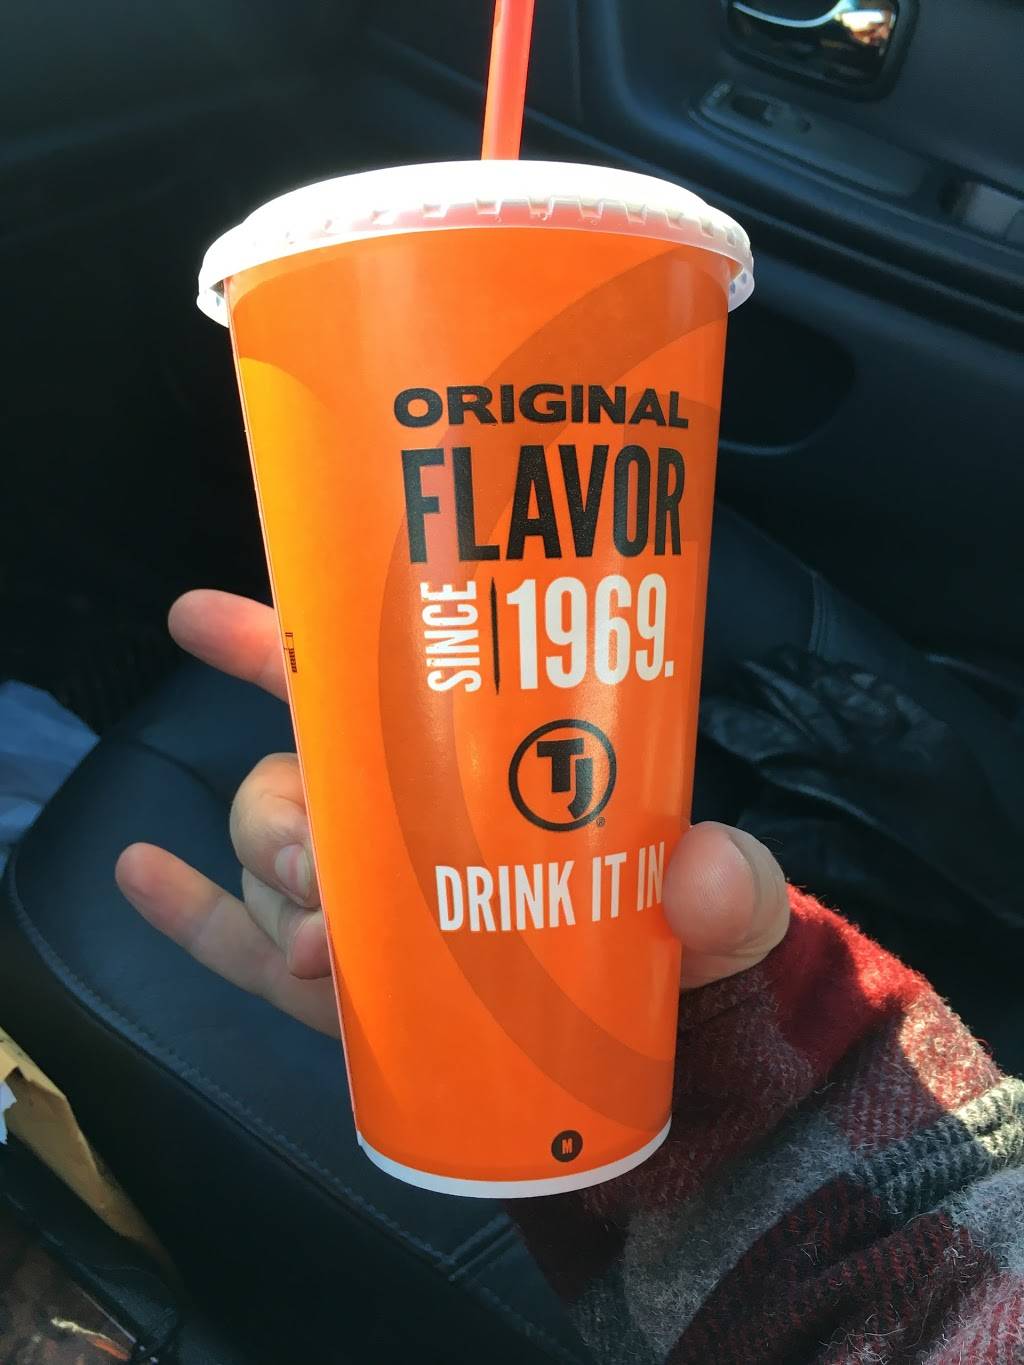 ORIGINAL
FLAVOR
SINCE 1969.
TJ
®
DRINK IT IN
M